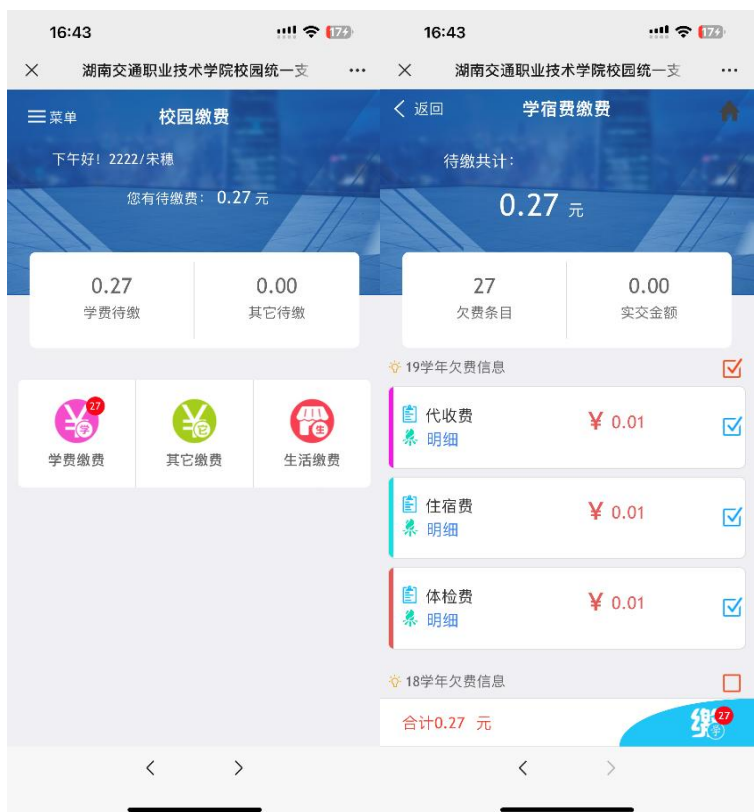 16:43
17+
湖南交通职业技术学院校园统一支
菜单
校园缴费
下午好！2222/宋穗
您有待缴费：0.27 元
0.27
学费待缴
0.00
其它待缴
27
学
学费缴费
它
其它缴费
生
生活缴费
16:43
17+
湖南交通职业技术学院校园统一支
返回
学宿费缴费
待缴共计：
0.27 元
27
欠费条目
0.00
实交金额
19学年欠费信息
代收费
明细
¥ 0.01
住宿费
明细
¥ 0.01
体检费
明细
¥ 0.01
18学年欠费信息
合计0.27 元
缴
学
27